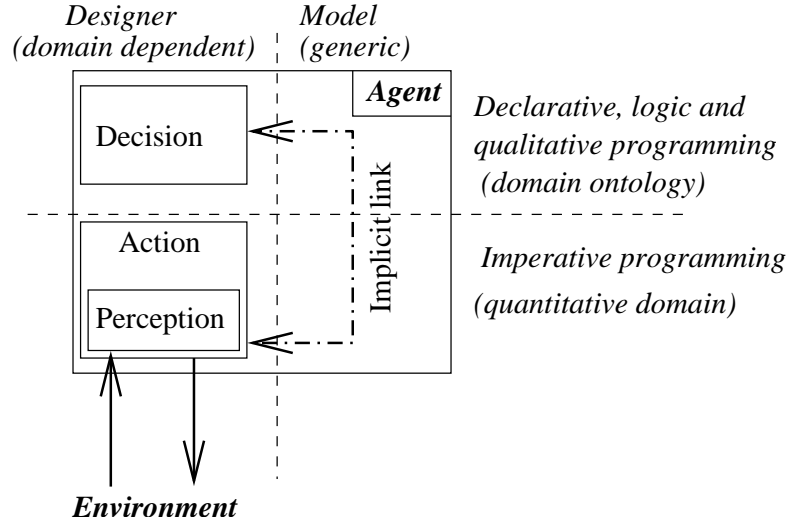 Designer
(domain dependent)
Model
(generic)
Agent
Decision
Declarative, logic and
qualitative programming
(domain ontology)
Implicit link
Action
Perception
Imperative programming
(quantitative domain)
Environment